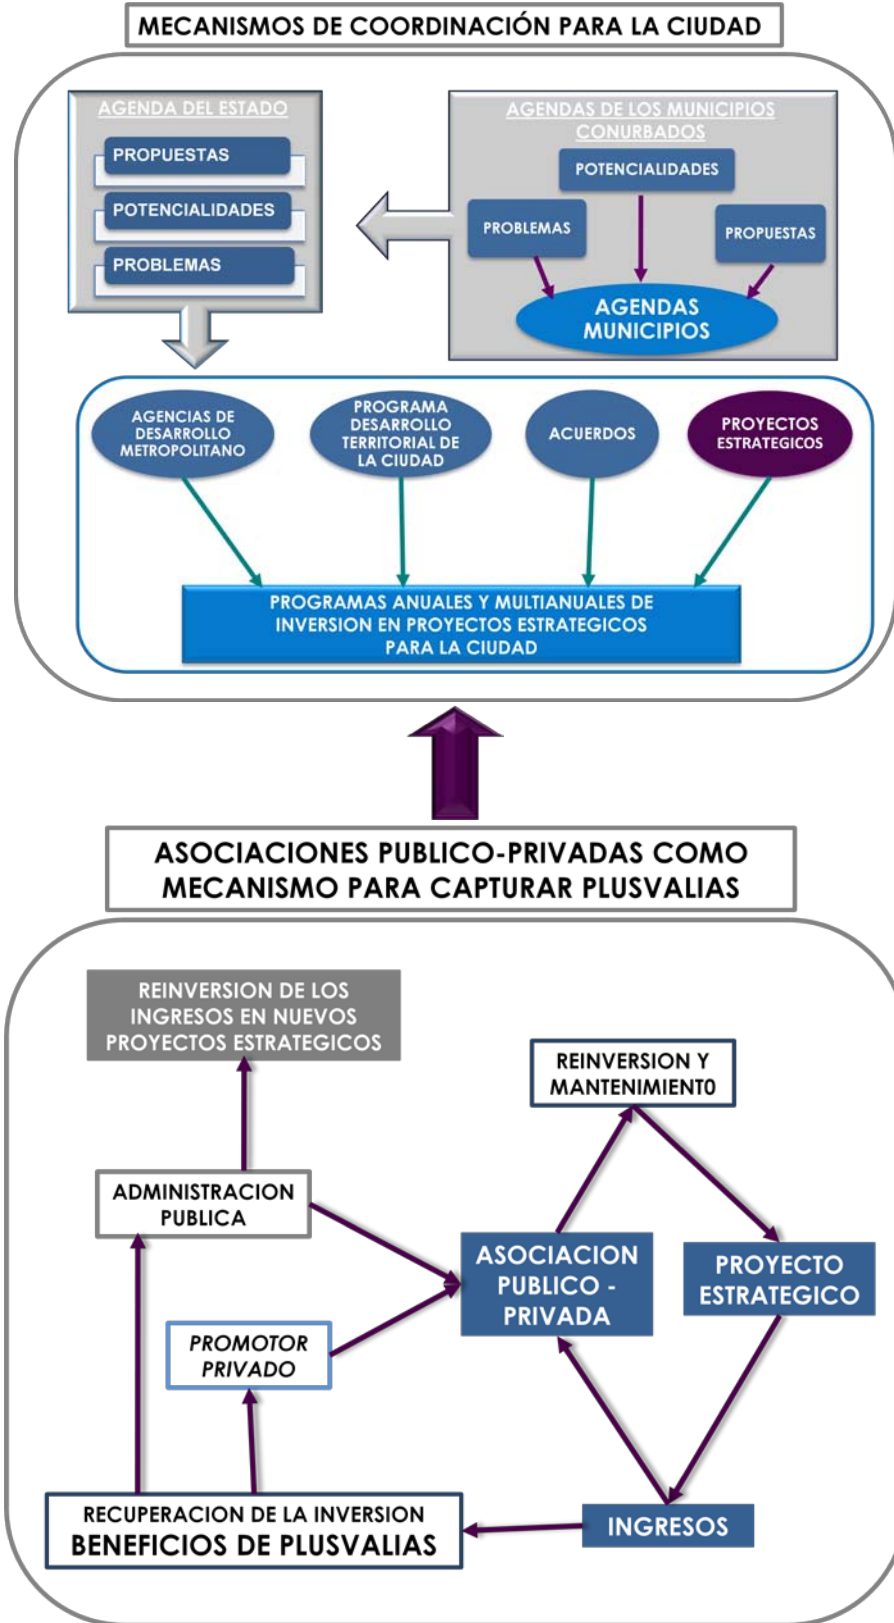 MECANISMOS DE COORDINACIÓN PARA LA CIUDAD
AGENDA DEL ESTADO
PROPUESTAS
POTENCIALIDADES
PROBLEMAS
AGENDAS DE LOS MUNICIPIOS
CONURBADOS
POTENCIALIDADES
PROBLEMAS
PROPUESTAS
AGENDAS
MUNICIPIOS
AGENCIAS DE
DESARROLLO
METROPOLITANO
PROGRAMA
DESARROLLO
TERRITORIAL DE
LA CIUDAD
ACUERDOS
PROYECTOS
ESTRATEGICOS
PROGRAMAS ANUALES Y MULTIANUALES DE
INVERSION EN PROYECTOS ESTRATEGICOS
PARA LA CIUDAD
ASOCIACIONES PUBLICO-PRIVADAS COMO
MECANISMO PARA CAPTURAR PLUSVALIAS
REINVERSION DE LOS
INGRESOS EN NUEVOS
PROYECTOS ESTRATEGICOS
REINVERSION Y
MANTENIMIENT0
ADMINISTRACION
PUBLICA
ASOCIACION
PUBLICO -
PRIVADA
PROYECTO
ESTRATEGICO
PROMOTOR
PRIVADO
RECUPERACION DE LA INVERSION
BENEFICIOS DE PLUSVALIAS
INGRESOS